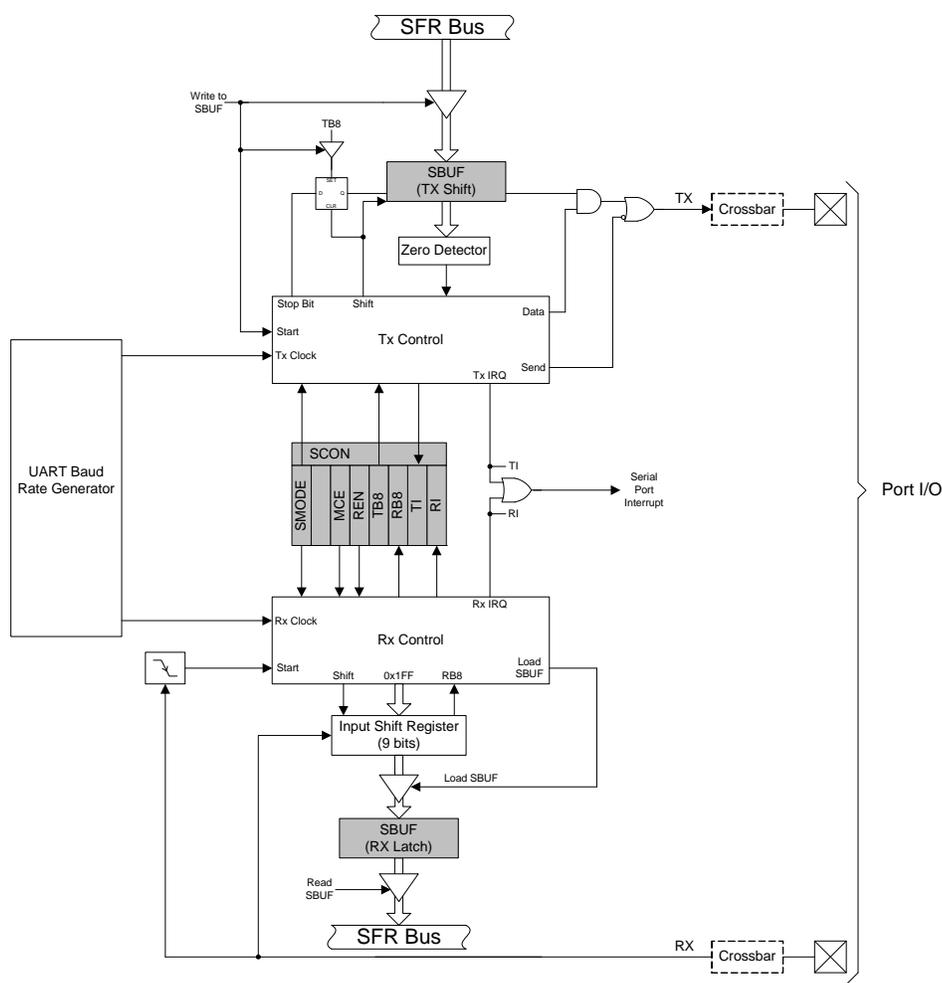 SFR Bus
Write to
SBUF
TB8
SET
D
Q
CLR
SBUF
(TX Shift)
TX
Crossbar
Zero Detector
Stop Bit
Shift
Data
Start
Tx Control
Tx Clock
Send
Tx IRQ
SCON
SMODE
MCE
REN
TB8
RB8
TI
RI
TI
RI
Serial
Port
Interrupt
UART Baud
Rate Generator
Port I/O
Rx IRQ
Rx Clock
Rx Control
Start
Load
SBUF
Shift
0x1FF
RB8
Input Shift Register
(9 bits)
Load SBUF
SBUF
(RX Latch)
Read
SBUF
SFR Bus
RX
Crossbar